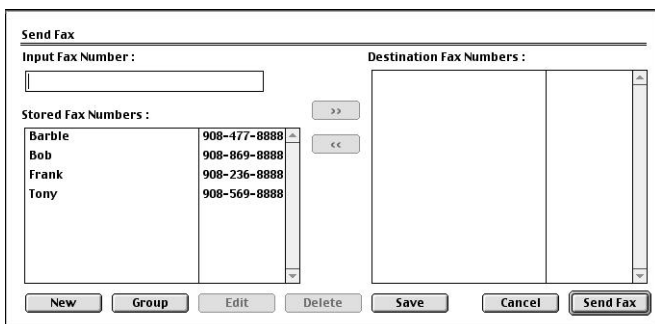 Send Fax
Input Fax Number :
Destination Fax Numbers :
>>
Stored Fax Numbers :
<<
Barble 908-477-8888
Bob 908-869-8888
Frank 908-236-8888
Tony 908-569-8888
New Group Edit Delete Save Cancel Send Fax